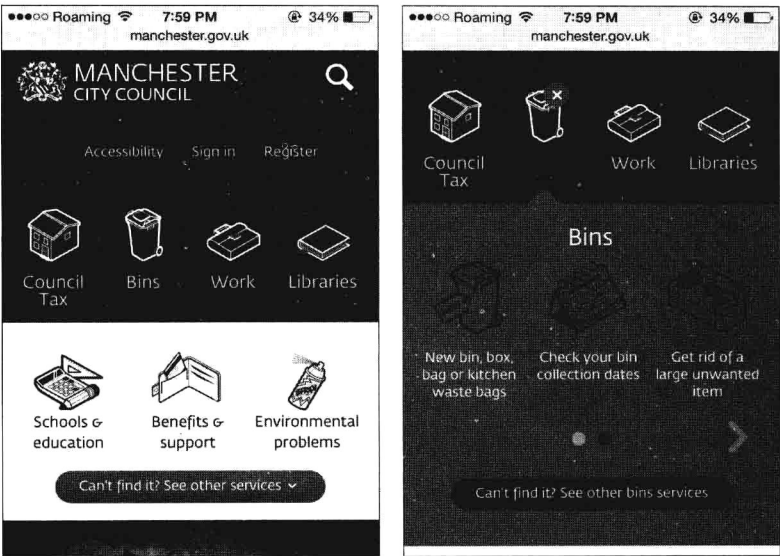 ●●●○○ Roaming 7:59 PM 34%
manchester.gov.uk
MANCHESTER
CITY COUNCIL
Accessibility Sign in Register
Council
Tax
Bins
Work
Libraries
Schools &
education
Benefits &
support
Environmental
problems
Can't find it? See other services
●●●○○ Roaming 7:59 PM 34%
manchester.gov.uk
Council
Tax
Work
Libraries
Bins
New bin, box,
bag or kitchen
waste bags
Check your bin
collection dates
Get rid of a
large unwanted
item
Can't find it? See other bins services